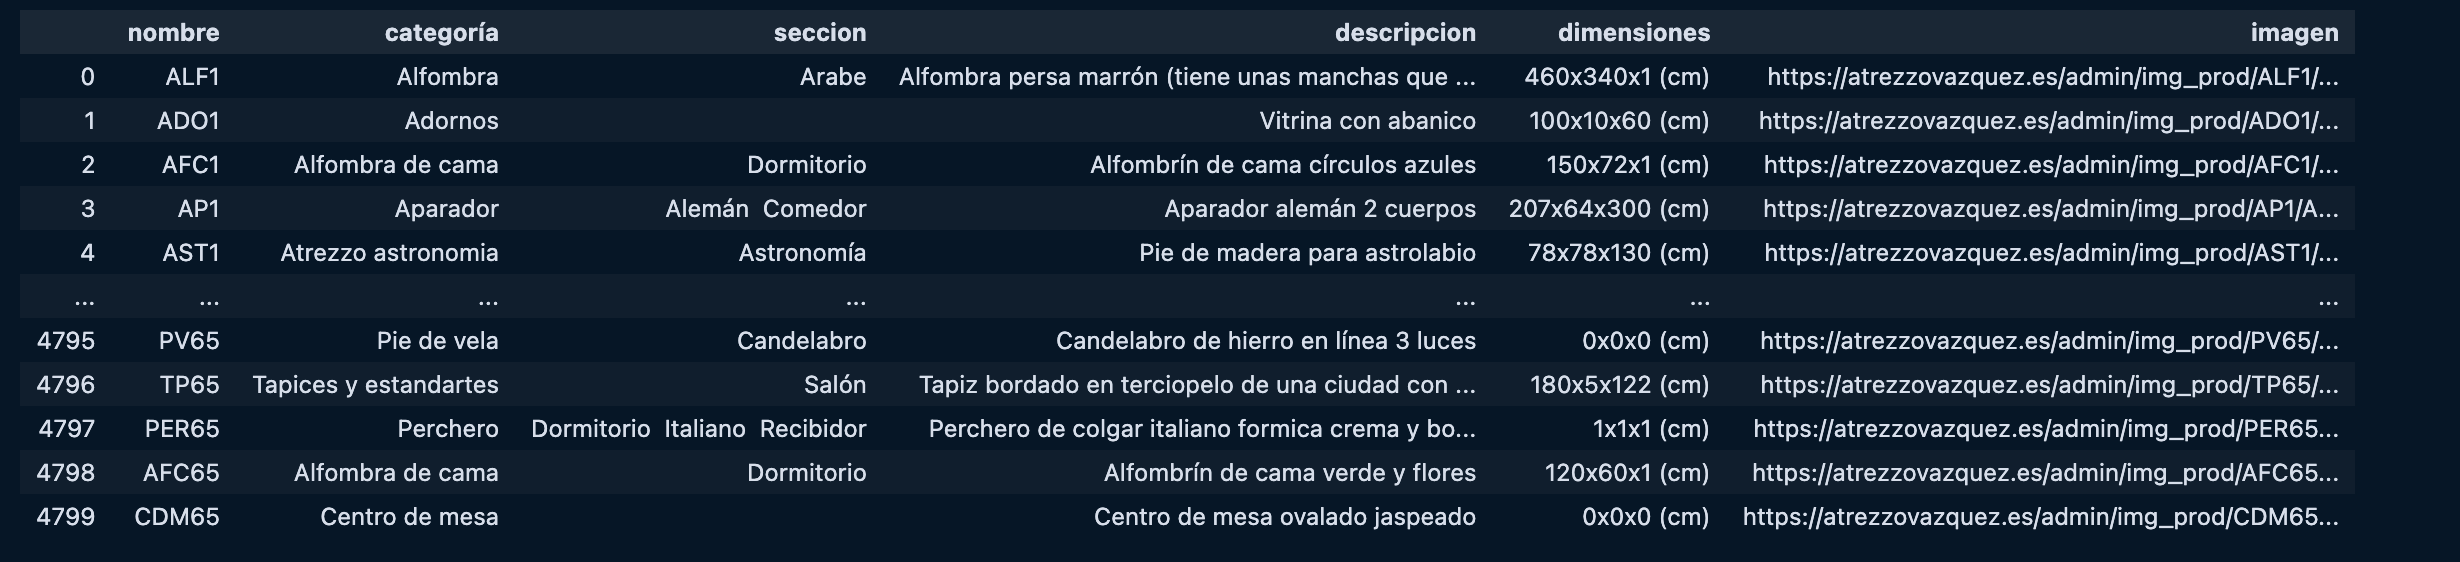 nombre categoría seccion descripcion dimensiones imagen
0 ALF1 Alfombra Arabe Alfombra persa marrón (tiene unas manchas que ... 460x340x1 (cm) https://atrezzovazquez.es/admin/img_prod/ALF1/...
1 ADO1 Adornos Vitrina con abanico 100x10x60 (cm) https://atrezzovazquez.es/admin/img_prod/ADO1/...
2 AFC1 Alfombra de cama Dormitorio Alfombrín de cama círculos azules 150x72x1 (cm) https://atrezzovazquez.es/admin/img_prod/AFC1/...
3 AP1 Aparador Alemán  Comedor Aparador alemán 2 cuerpos 207x64x300 (cm) https://atrezzovazquez.es/admin/img_prod/AP1/A...
4 AST1 Atrezzo astronomia Astronomía Pie de madera para astrolabio 78x78x130 (cm) https://atrezzovazquez.es/admin/img_prod/AST1/...
... ... ... ... ... ... ...
4795 PV65 Pie de vela Candelabro Candelabro de hierro en línea 3 luces 0x0x0 (cm) https://atrezzovazquez.es/admin/img_prod/PV65/...
4796 TP65 Tapices y estandartes Salón Tapiz bordado en terciopelo de una ciudad con ... 180x5x122 (cm) https://atrezzovazquez.es/admin/img_prod/TP65/...
4797 PER65 Perchero Dormitorio  Italiano  Recibidor Perchero de colgar italiano formica crema y bo... 1x1x1 (cm) https://atrezzovazquez.es/admin/img_prod/PER65...
4798 AFC65 Alfombra de cama Dormitorio Alfombrín de cama verde y flores 120x60x1 (cm) https://atrezzovazquez.es/admin/img_prod/AFC65...
4799 CDM65 Centro de mesa Centro de mesa ovalado jaspeado 0x0x0 (cm) https://atrezzovazquez.es/admin/img_prod/CDM65...